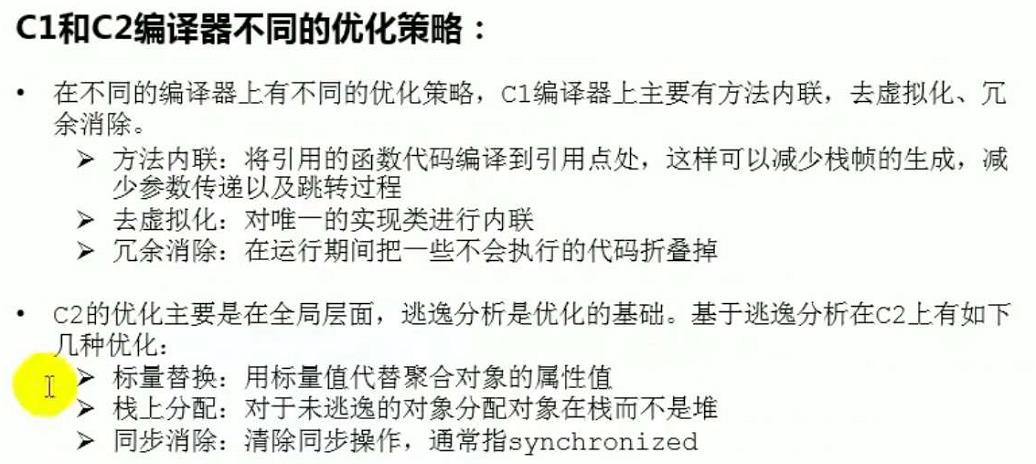 C1和C2编译器不同的优化策略：
• 在不同的编译器上有不同的优化策略，C1编译器上主要有方法内联，去虚拟化、冗
余消除。
➢ 方法内联：将引用的函数代码编译到引用点处，这样可以减少栈帧的生成，减
少参数传递以及跳转过程
➢ 去虚拟化：对唯一的实现类进行内联
➢ 冗余消除：在运行期间把一些不会执行的代码折叠掉
• C2的优化主要是在全局层面，逃逸分析是优化的基础。基于逃逸分析在C2上有如下
几种优化：
➢ 标量替换：用标量值代替聚合对象的属性值
➢ 栈上分配：对于未逃逸的对象分配对象在栈而不是堆
➢ 同步消除：清除同步操作，通常指synchronized